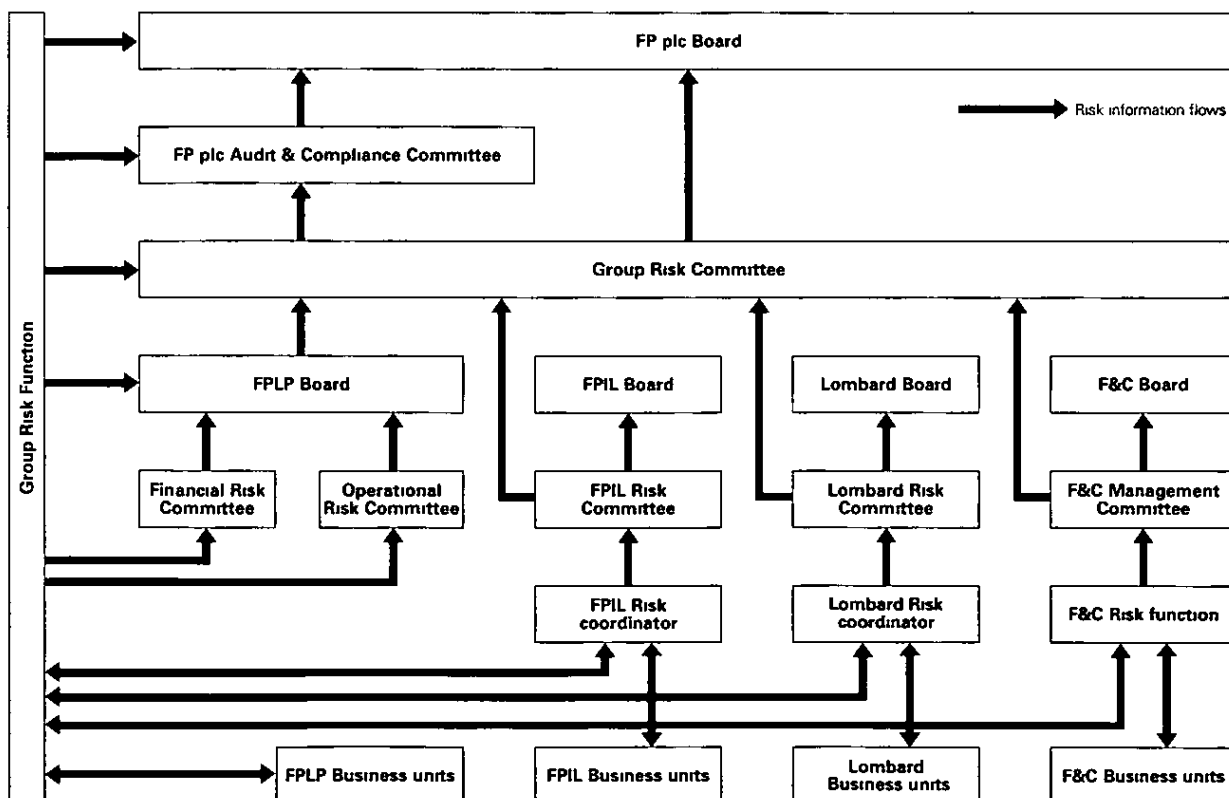 FP plc Board
Risk information flows
FP plc Audit & Compliance Committee
Group Risk Committee
Group Risk Function
FPLP Board
FPIL Board
Lombard Board
F&C Board
Financial Risk
Committee
Operational
Risk Committee
FPIL Risk
Committee
Lombard Risk
Committee
F&C Management
Committee
FPIL Risk
coordinator
Lombard Risk
coordinator
F&C Risk function
FPLP Business units
FPIL Business units
Lombard
Business units
F&C Business units